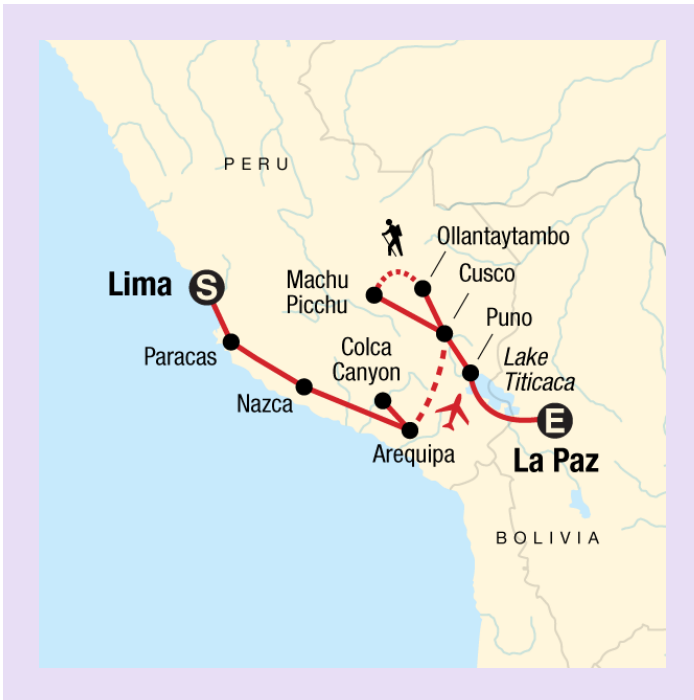 PERU
Ollantaytambo
Cusco
Machu
Picchu
Lima
S
Puno
Paracas
Colca
Canyon
Lake
Titicaca
Nazca
E
Arequipa
La Paz
BOLIVIA